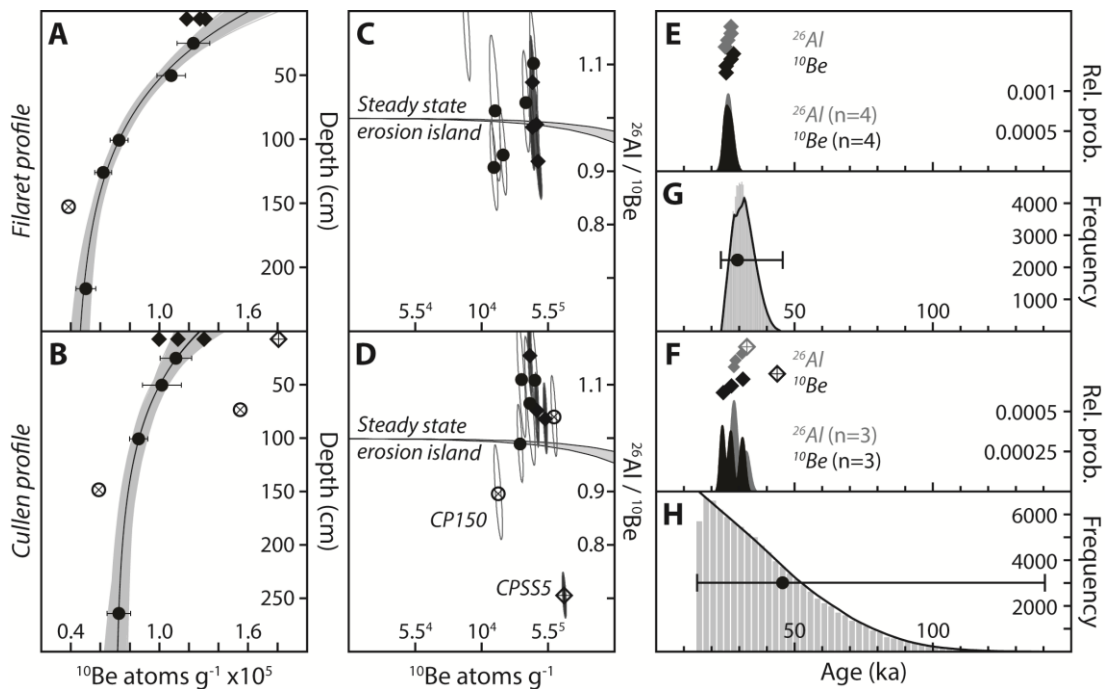 Filaret profile
A
50
100
150
200
1.0
1.6
Depth (cm)
C
Steady state
erosion island
1.1
0.9
0.8
5.5⁴
10⁴
5.5⁵
²⁶Al / ¹⁰Be
E
²⁶Al
¹⁰Be
²⁶Al (n=4)
¹⁰Be (n=4)
0.001
0.0005
Rel. prob.
G
4000
3000
2000
1000
50
100
Frequency
Cullen profile
B
50
100
150
200
250
0.4
1.0
1.6
Depth (cm)
¹⁰Be atoms g⁻¹ x10⁵
D
Steady state
erosion island
CP150
CPSS5
1.1
0.9
0.8
5.5⁴
10⁴
5.5⁵
²⁶Al / ¹⁰Be
¹⁰Be atoms g⁻¹
F
²⁶Al
¹⁰Be
²⁶Al (n=3)
¹⁰Be (n=3)
0.0005
0.00025
Rel. prob.
H
6000
4000
2000
50
100
Frequency
Age (ka)